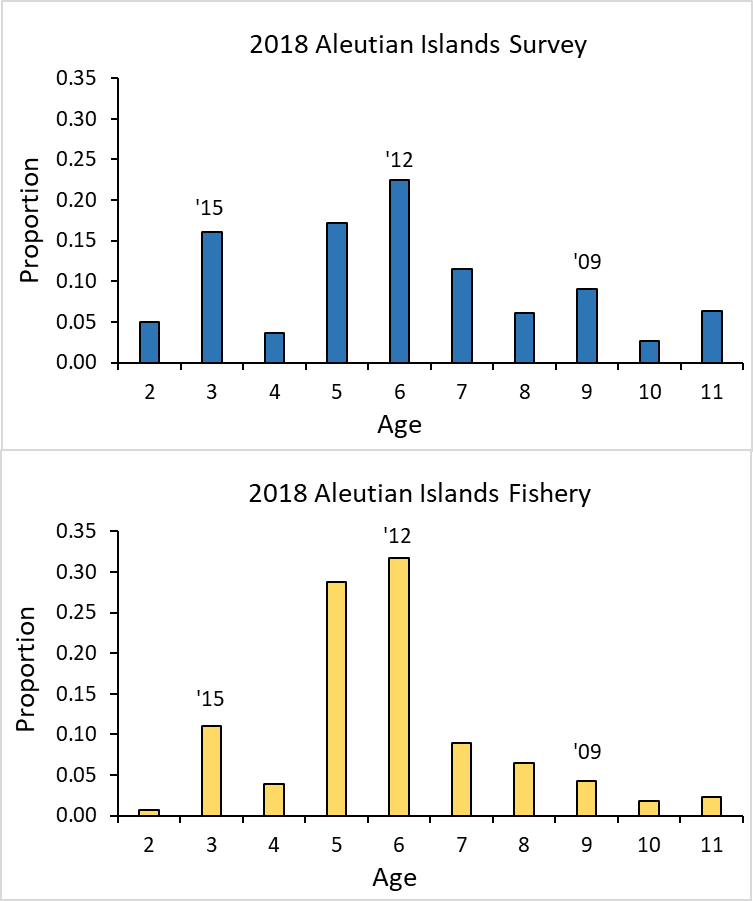 2018 Aleutian Islands Survey
0.35
0.30
0.25
0.20
0.15
0.10
0.05
0.00
Proportion
'15
'12
'09
2 3 4 5 6 7 8 9 10 11
Age
2018 Aleutian Islands Fishery
0.35
0.30
0.25
0.20
0.15
0.10
0.05
0.00
Proportion
'15
'12
'09
2 3 4 5 6 7 8 9 10 11
Age